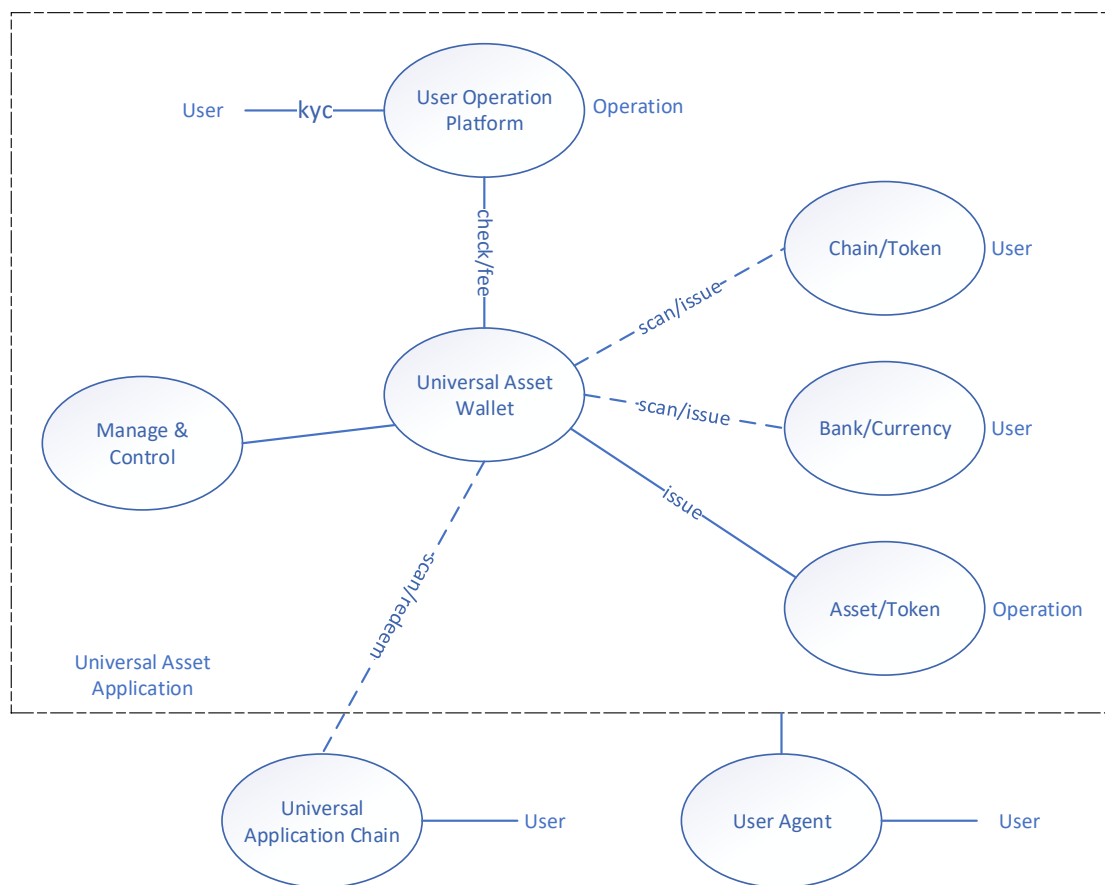 User Operation
Platform
User
kyc
Operation
check/fee
Chain/Token
User
scan/issue
Universal Asset
Wallet
scan/issue
Bank/Currency
User
Manage &
Control
issue
Asset/Token
Operation
scan/redeem
Universal Asset
Application
Universal
Application Chain
User
User Agent
User